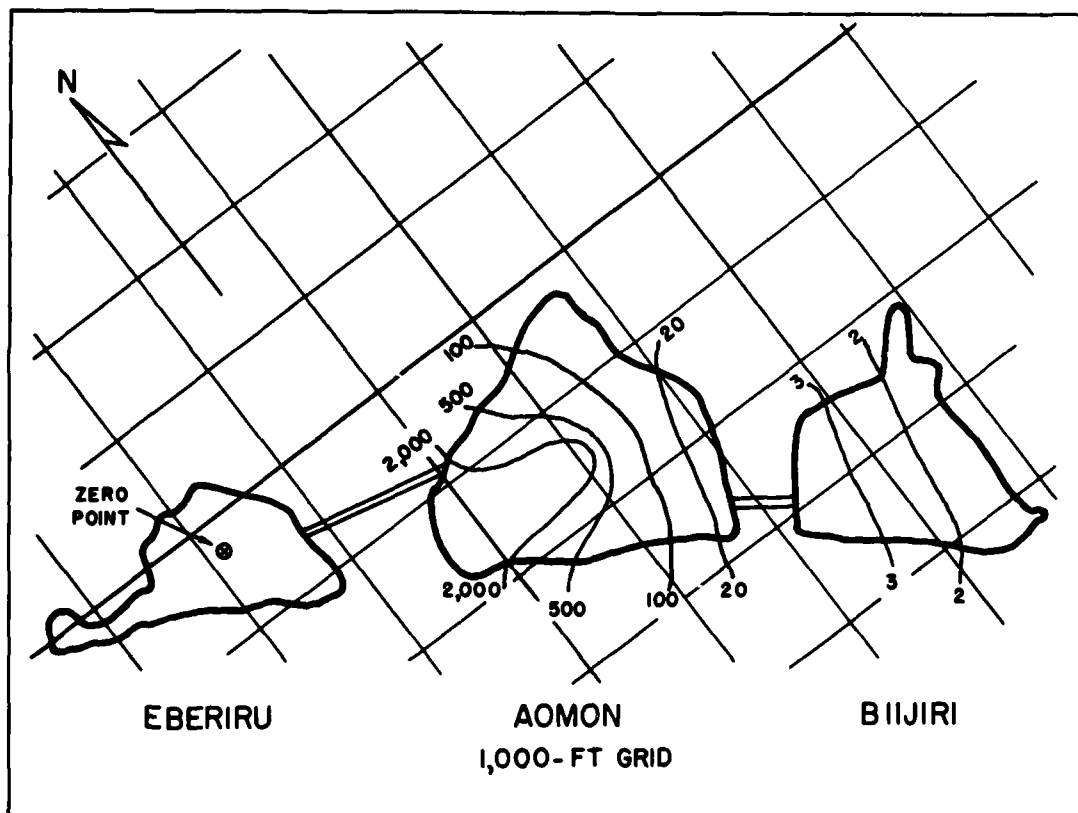 N
100
20
2
3
500
2,000
ZERO
POINT
2,000
500
100
20
3
2
EBERIRU
AOMON
BIIJIRI
1,000-FT GRID